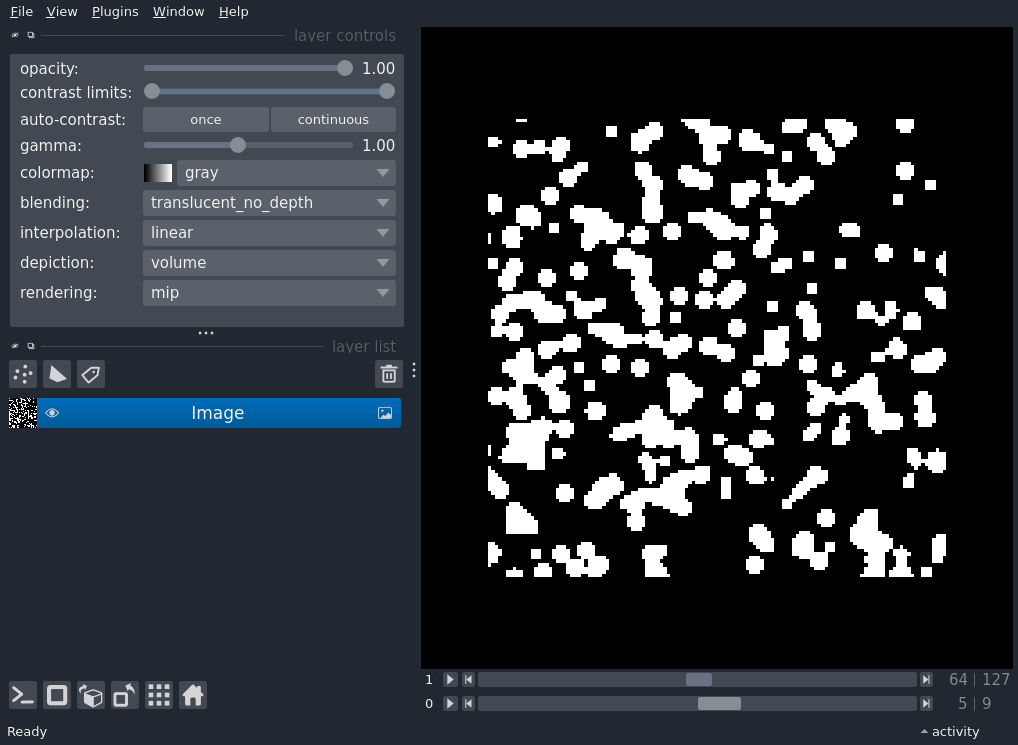 File View Plugins Window Help
layer controls
opacity: 1.00
contrast limits:
auto-contrast: once continuous
gamma: 1.00
colormap: gray
blending: translucent_no_depth
interpolation: linear
depiction: volume
rendering: mip
layer list
Image
1 64 | 127
0 5 | 9
Ready activity